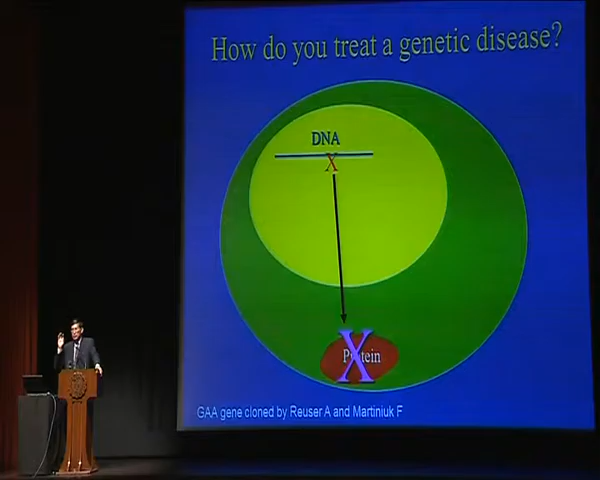 How do you treat a genetic disease?
DNA
X
X
Protein
GAA gene cloned by Reuser A and Martiniuk F